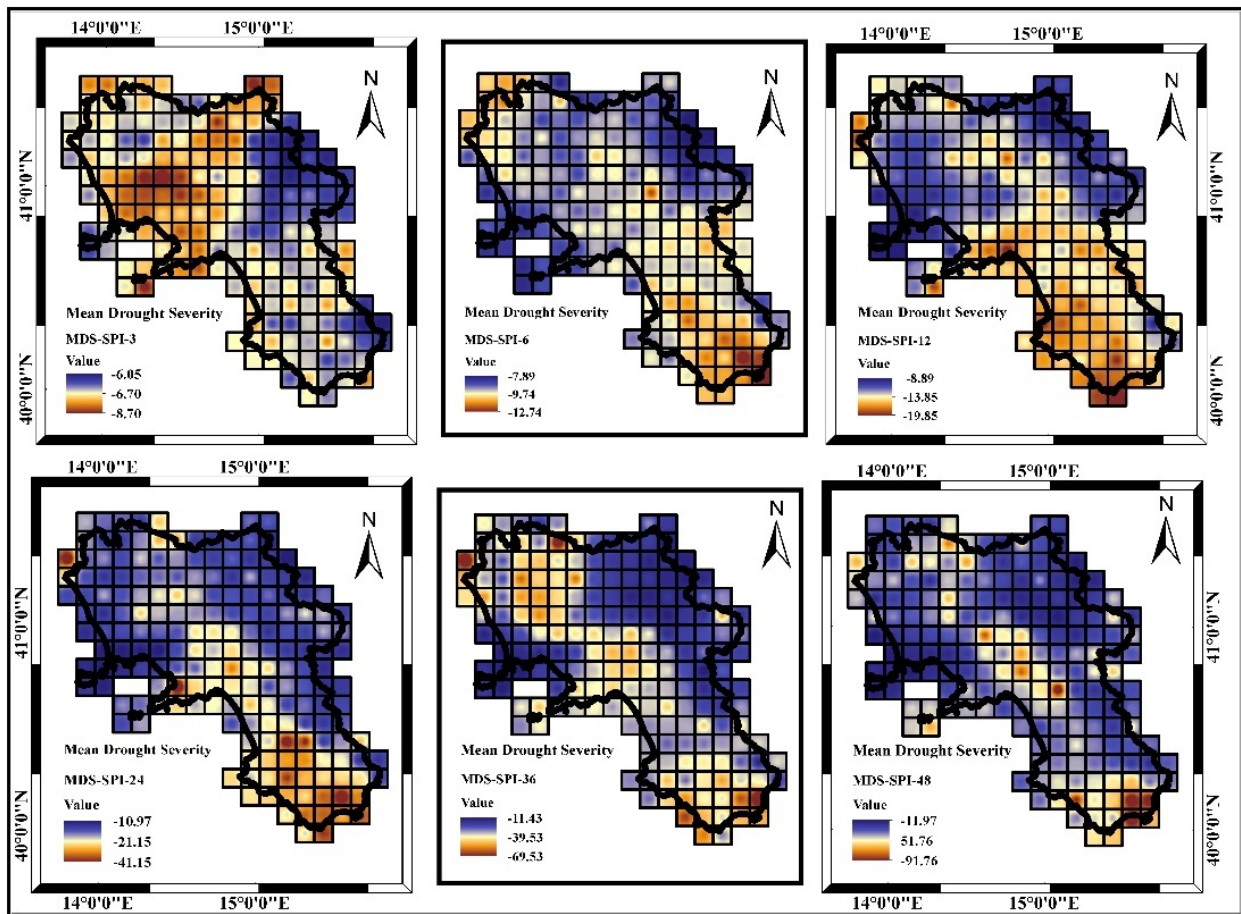 14°0'0"E 15°0'0"E
14°0'0"E 15°0'0"E
N
N
N
41°0'0"N
41°0'0"N
40°0'0"N
40°0'0"N
Mean Drought Severity
MDS-SPI-3
Value
-6.05
-6.70
-8.70
Mean Drought Severity
MDS-SPI-6
Value
-7.89
-9.74
-12.74
Mean Drought Severity
MDS-SPI-12
Value
-8.89
-13.85
-19.85
14°0'0"E 15°0'0"E
N
N
N
41°0'0"N
41°0'0"N
40°0'0"N
40°0'0"N
Mean Drought Severity
MDS-SPI-24
Value
-10.97
-21.15
-41.15
Mean Drought Severity
MDS-SPI-36
Value
-11.43
-39.53
-69.53
Mean Drought Severity
MDS-SPI-48
Value
-11.97
51.76
-91.76
14°0'0"E 15°0'0"E
14°0'0"E 15°0'0"E